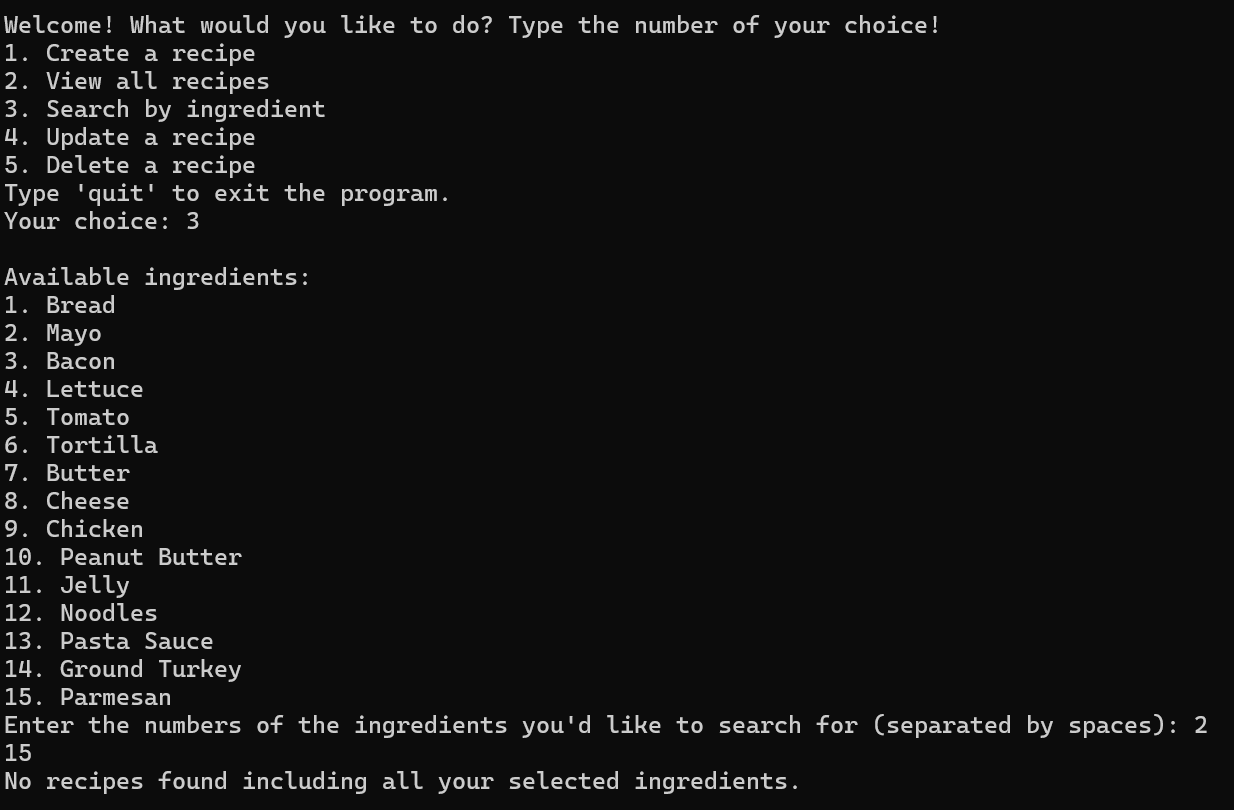 Welcome! What would you like to do? Type the number of your choice!
1. Create a recipe
2. View all recipes
3. Search by ingredient
4. Update a recipe
5. Delete a recipe
Type 'quit' to exit the program.
Your choice: 3

Available ingredients:
1. Bread
2. Mayo
3. Bacon
4. Lettuce
5. Tomato
6. Tortilla
7. Butter
8. Cheese
9. Chicken
10. Peanut Butter
11. Jelly
12. Noodles
13. Pasta Sauce
14. Ground Turkey
15. Parmesan
Enter the numbers of the ingredients you'd like to search for (separated by spaces): 2
15
No recipes found including all your selected ingredients.